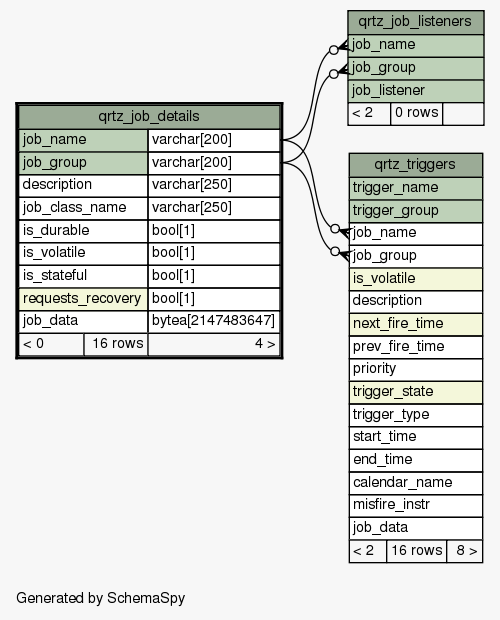 qrtz_job_listeners
job_name
job_group
job_listener
< 2 0 rows
qrtz_job_details
job_name varchar[200]
job_group varchar[200]
description varchar[250]
job_class_name varchar[250]
is_durable bool[1]
is_volatile bool[1]
is_stateful bool[1]
requests_recovery bool[1]
job_data bytea[2147483647]
< 0 16 rows 4 >
qrtz_triggers
trigger_name
trigger_group
job_name
job_group
is_volatile
description
next_fire_time
prev_fire_time
priority
trigger_state
trigger_type
start_time
end_time
calendar_name
misfire_instr
job_data
< 2 16 rows 8 >
Generated by SchemaSpy